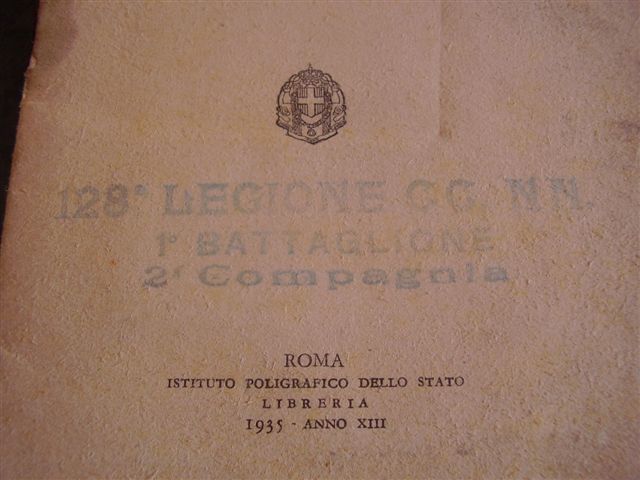 128ª LEGIONE CC. NN.
1º BATTAGLIONE
2ª Compagnia
ROMA
ISTITUTO POLIGRAFICO DELLO STATO
LIBRERIA
1935 - ANNO XIII